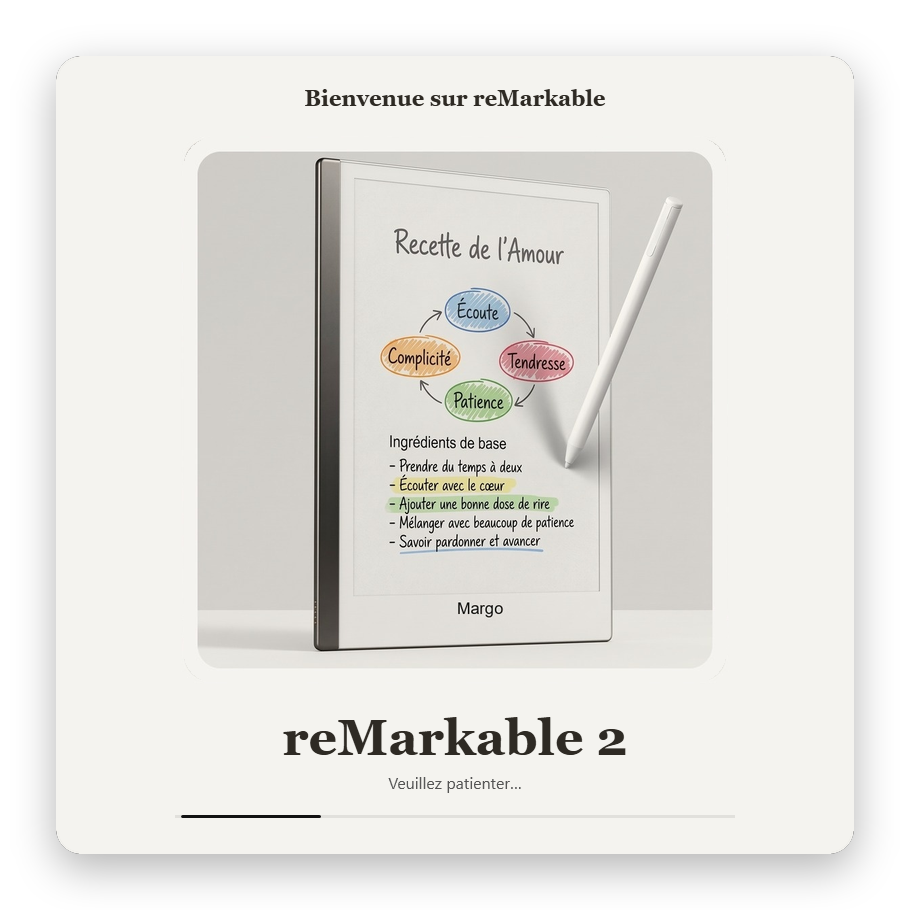 Bienvenue sur reMarkable
Recette de l'Amour
Écoute
Complicité
Tendresse
Patience
Ingrédients de base
- Prendre du temps à deux
- Écouter avec le cœur
- Ajouter une bonne dose de rire
- Mélanger avec beaucoup de patience
- Savoir pardonner et avancer
Margo
reMarkable 2
Veuillez patienter...